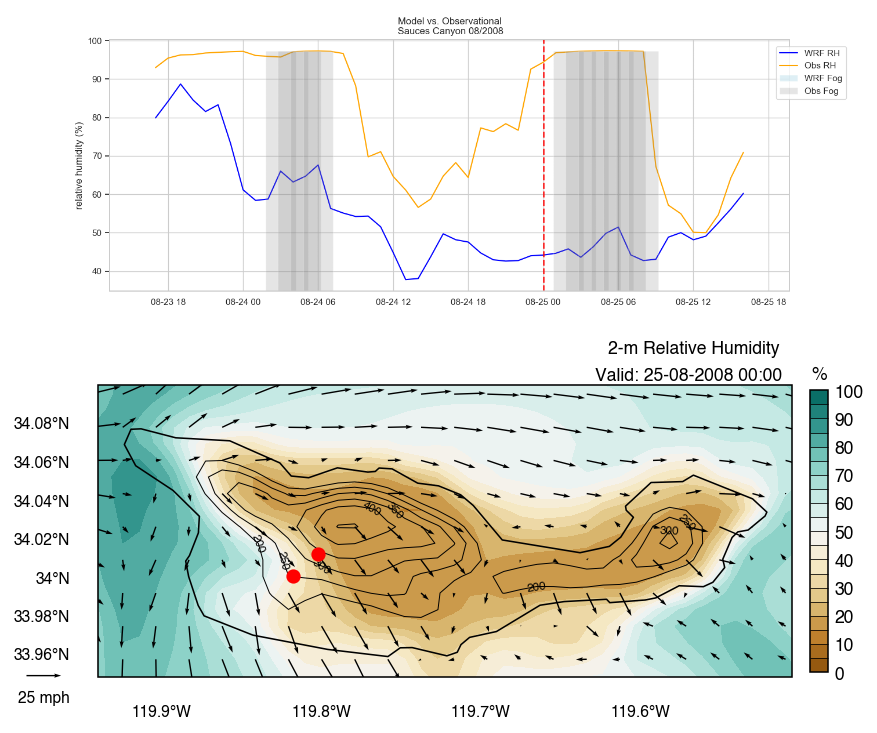 Model vs. Observational
Sauces Canyon 08/2008
relative humidity (%)
100
90
80
70
60
50
40
08-23 18
08-24 00
08-24 06
08-24 12
08-24 18
08-25 00
08-25 06
08-25 12
08-25 18
WRF RH
Obs RH
WRF Fog
Obs Fog
2-m Relative Humidity
Valid: 25-08-2008 00:00
%
34.08°N
34.06°N
34.04°N
34.02°N
34°N
33.98°N
33.96°N
25 mph
119.9°W
119.8°W
119.7°W
119.6°W
400
350
200
250
300
200
250
300
100
90
80
70
60
50
40
30
20
10
0